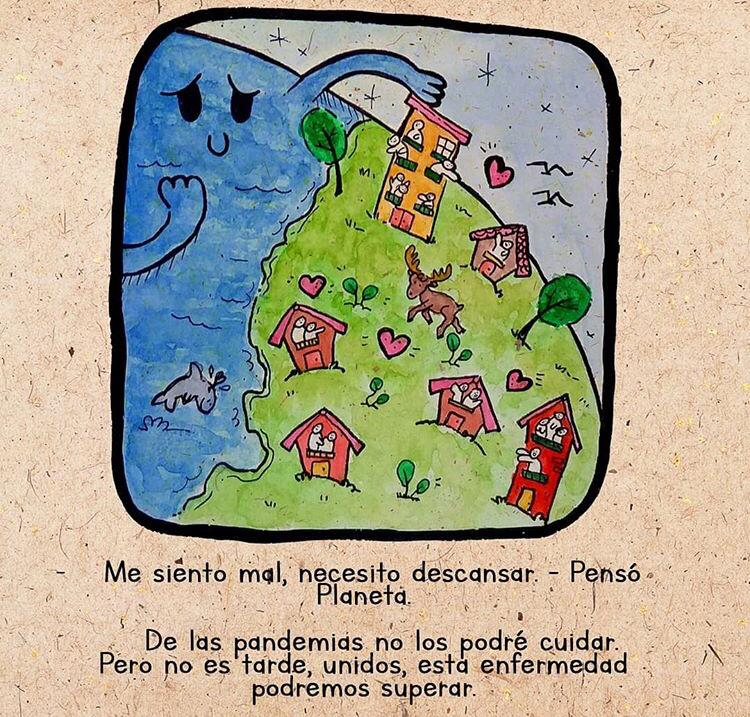 - Me siento mal, necesito descansar. - Pensó
Planeta.
De las pandemias no los podré cuidar.
Pero no es tarde, unidos, esta enfermedad
podremos superar.